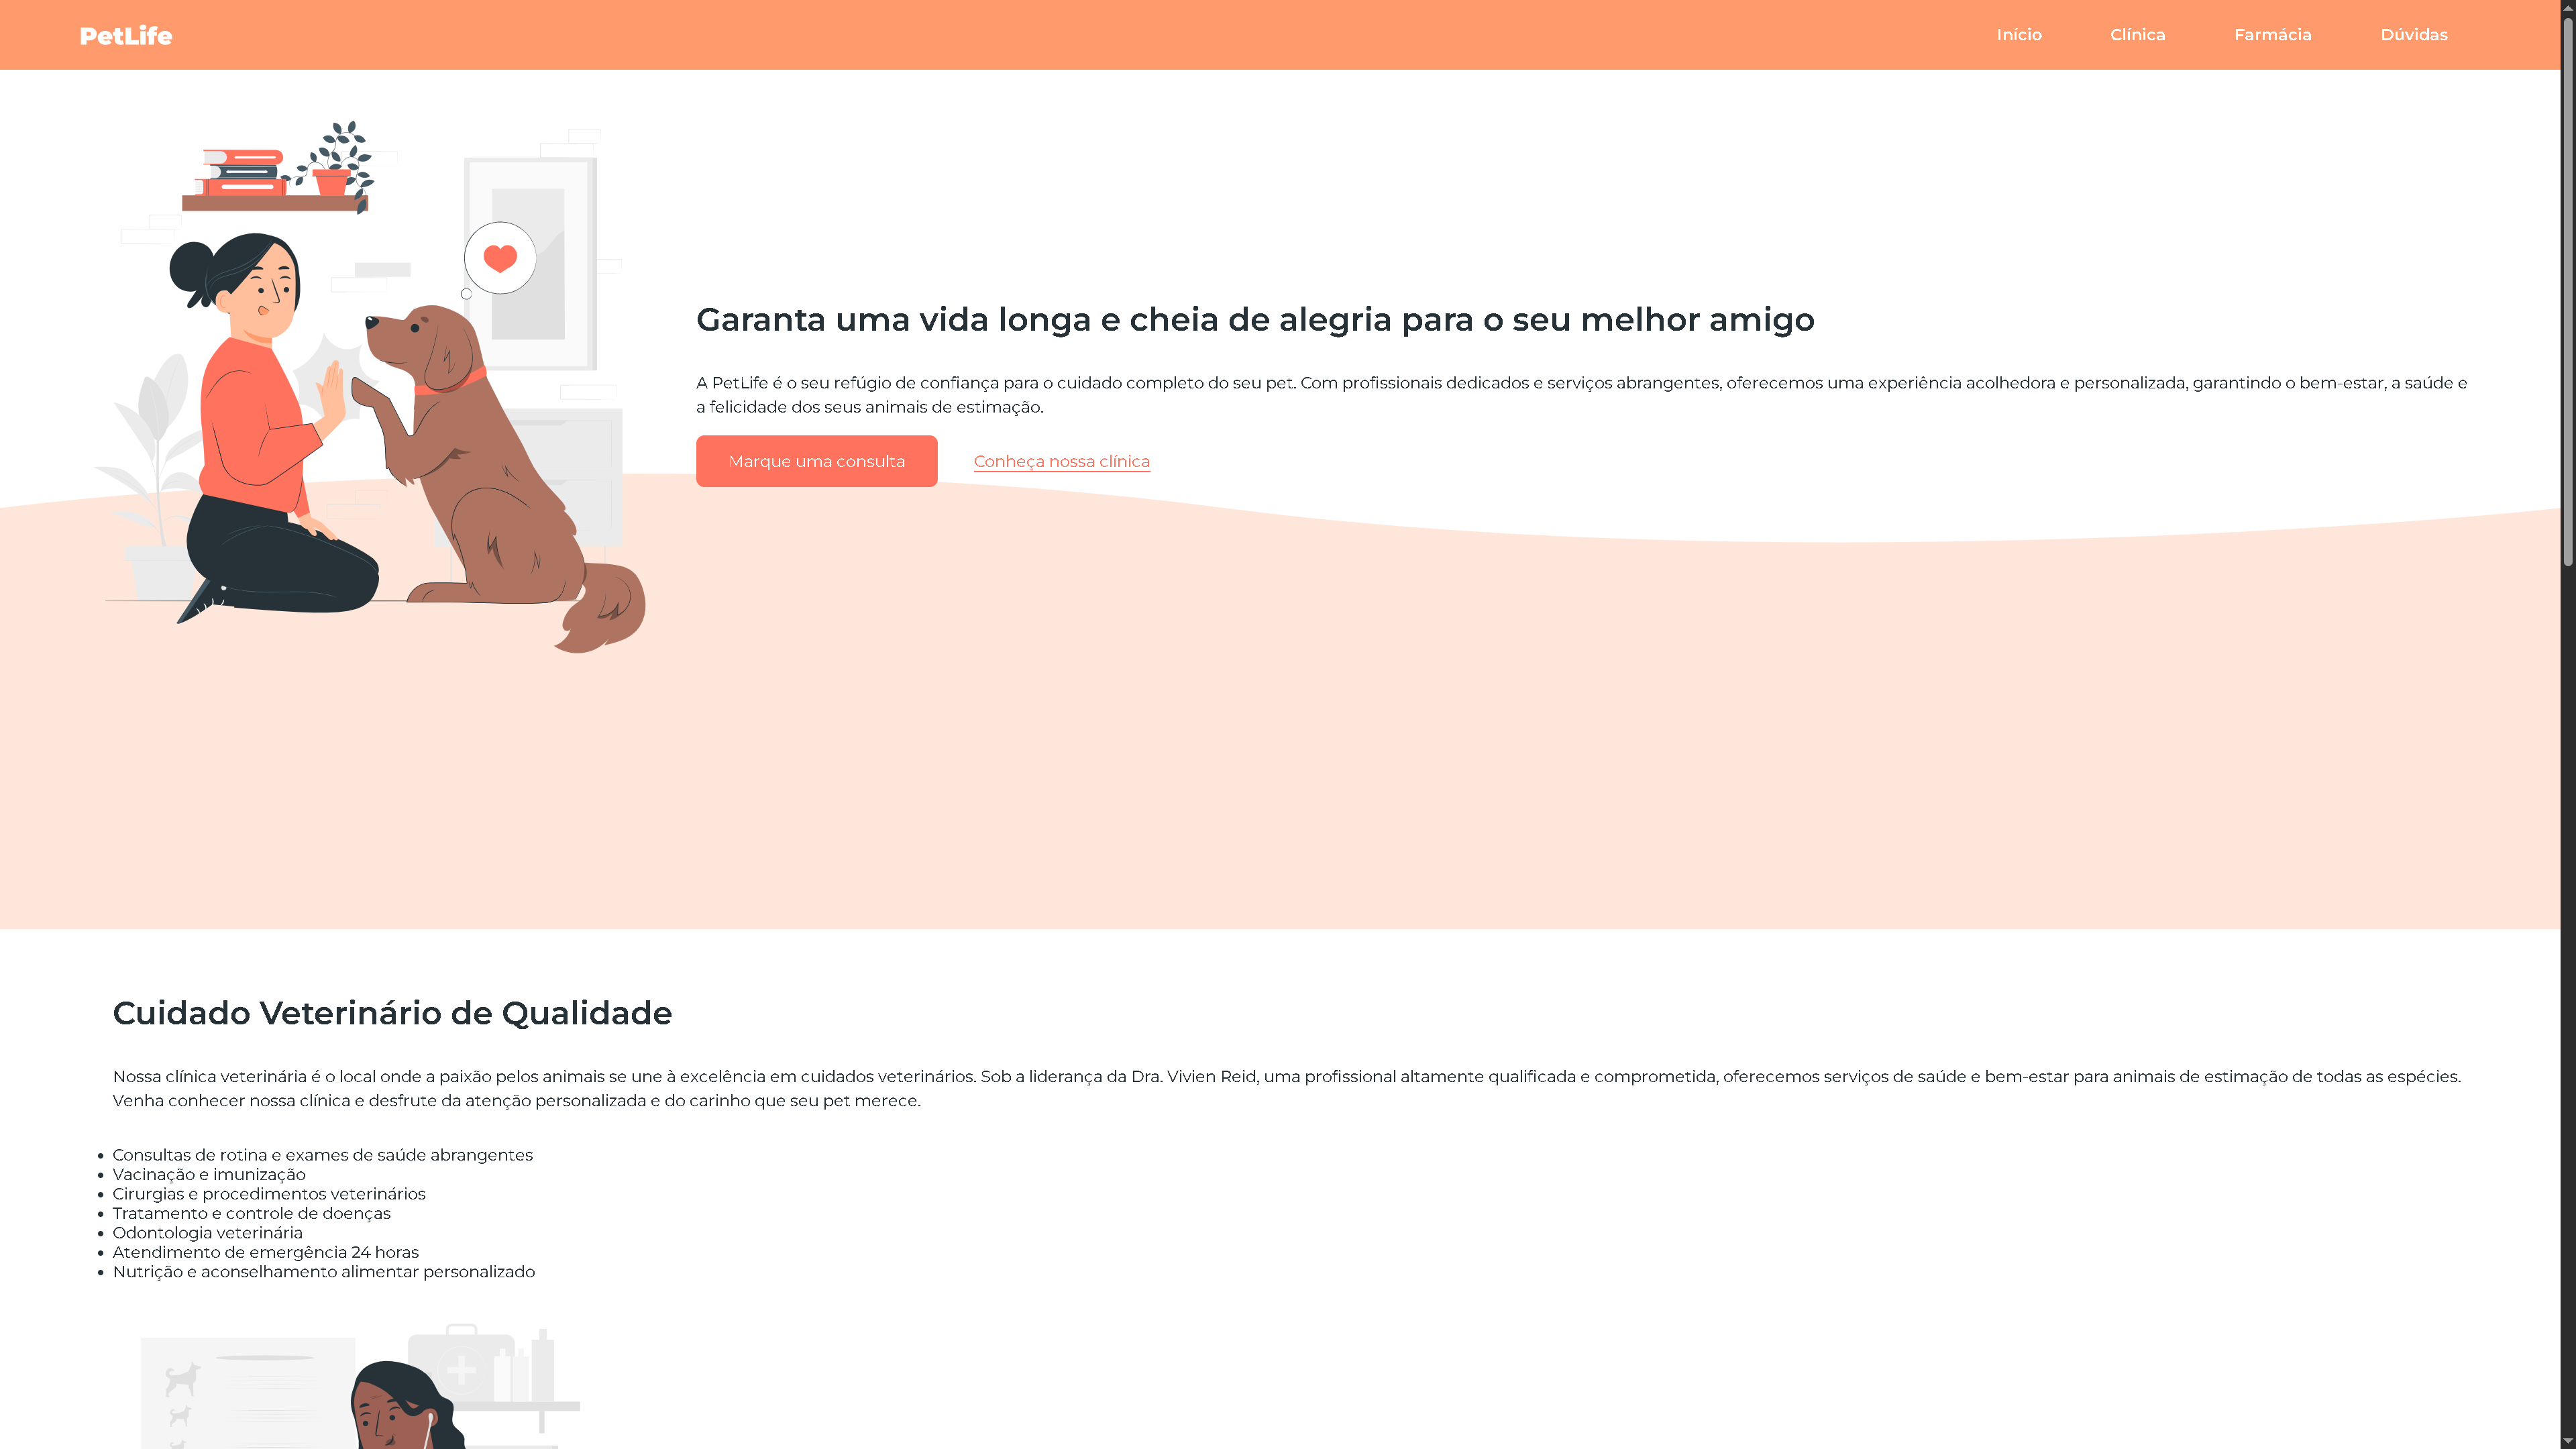 PetLife
Início
Clínica
Farmácia
Dúvidas
Garanta uma vida longa e cheia de alegria para o seu melhor amigo
A PetLife é o seu refúgio de confiança para o cuidado completo do seu pet. Com profissionais dedicados e serviços abrangentes, oferecemos uma experiência acolhedora e personalizada, garantindo o bem-estar, a saúde e
a felicidade dos seus animais de estimação.
Marque uma consulta
Conheça nossa clínica
Cuidado Veterinário de Qualidade
Nossa clínica veterinária é o local onde a paixão pelos animais se une à excelência em cuidados veterinários. Sob a liderança da Dra. Vivien Reid, uma profissional altamente qualificada e comprometida, oferecemos serviços de saúde e bem-estar para animais de estimação de todas as espécies.
Venha conhecer nossa clínica e desfrute da atenção personalizada e do carinho que seu pet merece.
• Consultas de rotina e exames de saúde abrangentes
• Vacinação e imunização
• Cirurgias e procedimentos veterinários
• Tratamento e controle de doenças
• Odontologia veterinária
• Atendimento de emergência 24 horas
• Nutrição e aconselhamento alimentar personalizado